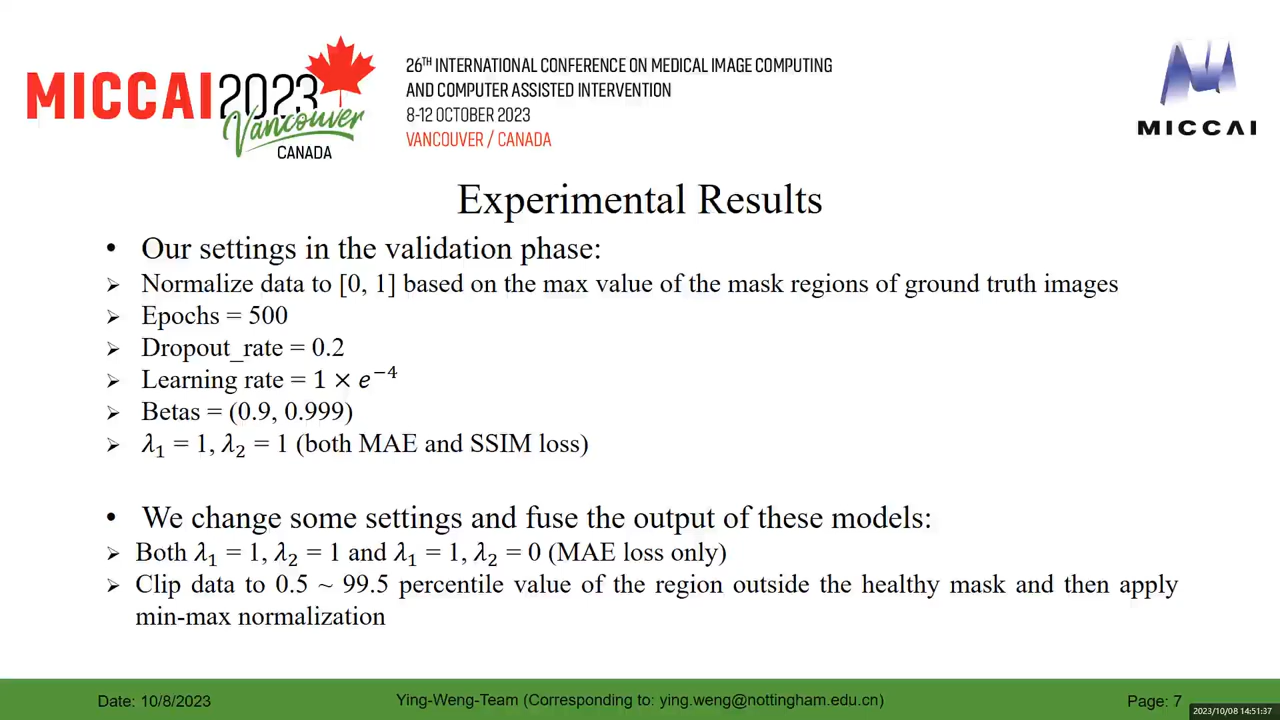 MICCAI2023
Vancouver
CANADA
26TH INTERNATIONAL CONFERENCE ON MEDICAL IMAGE COMPUTING
AND COMPUTER ASSISTED INTERVENTION
8-12 OCTOBER 2023
VANCOUVER / CANADA
MICCAI
Experimental Results
• Our settings in the validation phase:
➢ Normalize data to [0, 1] based on the max value of the mask regions of ground truth images
➢ Epochs = 500
➢ Dropout_rate = 0.2
➢ Learning rate = 1 × e⁻⁴
➢ Betas = (0.9, 0.999)
➢ λ₁ = 1, λ₂ = 1 (both MAE and SSIM loss)
• We change some settings and fuse the output of these models:
➢ Both λ₁ = 1, λ₂ = 1 and λ₁ = 1, λ₂ = 0 (MAE loss only)
➢ Clip data to 0.5 ~ 99.5 percentile value of the region outside the healthy mask and then apply
min-max normalization
Date: 10/8/2023
Ying-Weng-Team (Corresponding to: ying.weng@nottingham.edu.cn)
Page: 7
2023/10/08 14:51:37